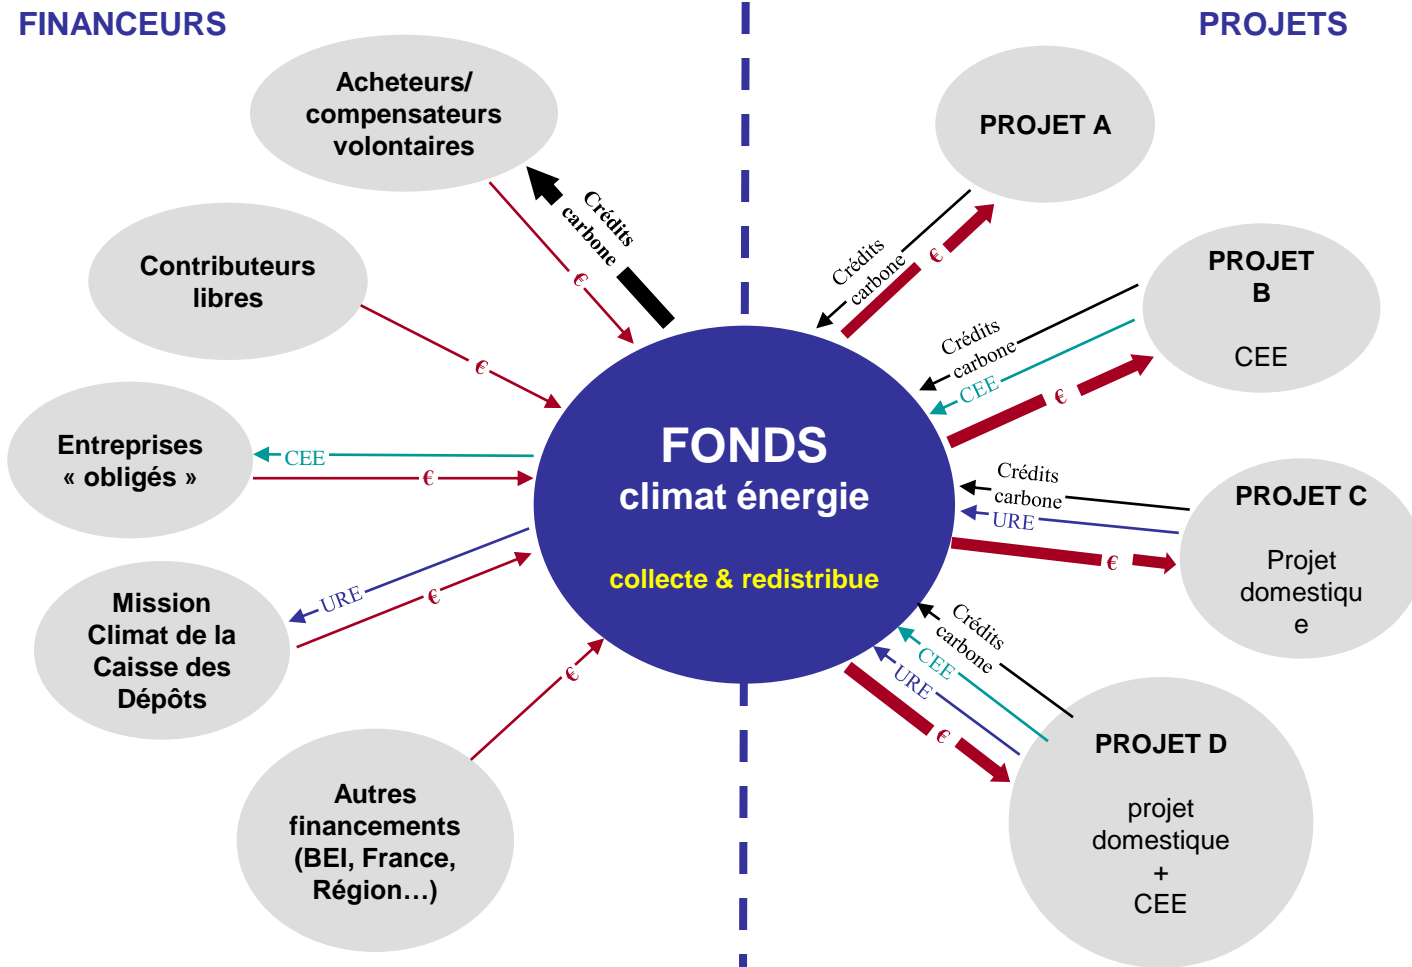 FINANCEURS
PROJETS
Acheteurs/
compensateurs
volontaires
Crédits
carbone
€
Contributeurs
libres
€
Entreprises
« obligés »
CEE
€
Mission
Climat de la
Caisse des
Dépôts
URE
€
Autres
financements
(BEI, France,
Région…)
€
FONDS
climat énergie
collecte & redistribue
PROJET A
Crédits
carbone
€
PROJET
B
CEE
Crédits
carbone
CEE
€
PROJET C
Projet
domestiqu
e
Crédits
carbone
URE
€
PROJET D
projet
domestique
+
CEE
Crédits
carbone
CEE
URE
€